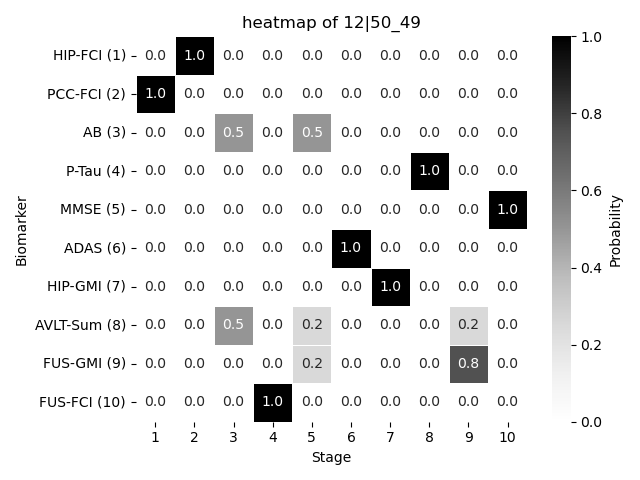 heatmap of 12|50_49
HIP-FCI (1) 0.0 1.0 0.0 0.0 0.0 0.0 0.0 0.0 0.0 0.0
PCC-FCI (2) 1.0 0.0 0.0 0.0 0.0 0.0 0.0 0.0 0.0 0.0
AB (3) 0.0 0.0 0.5 0.0 0.5 0.0 0.0 0.0 0.0 0.0
P-Tau (4) 0.0 0.0 0.0 0.0 0.0 0.0 0.0 1.0 0.0 0.0
MMSE (5) 0.0 0.0 0.0 0.0 0.0 0.0 0.0 0.0 0.0 1.0
ADAS (6) 0.0 0.0 0.0 0.0 0.0 1.0 0.0 0.0 0.0 0.0
HIP-GMI (7) 0.0 0.0 0.0 0.0 0.0 0.0 1.0 0.0 0.0 0.0
AVLT-Sum (8) 0.0 0.0 0.5 0.0 0.2 0.0 0.0 0.0 0.2 0.0
FUS-GMI (9) 0.0 0.0 0.0 0.0 0.2 0.0 0.0 0.0 0.8 0.0
FUS-FCI (10) 0.0 0.0 0.0 1.0 0.0 0.0 0.0 0.0 0.0 0.0
1 2 3 4 5 6 7 8 9 10
Stage
Biomarker
1.0
0.8
0.6
0.4
0.2
0.0
Probability